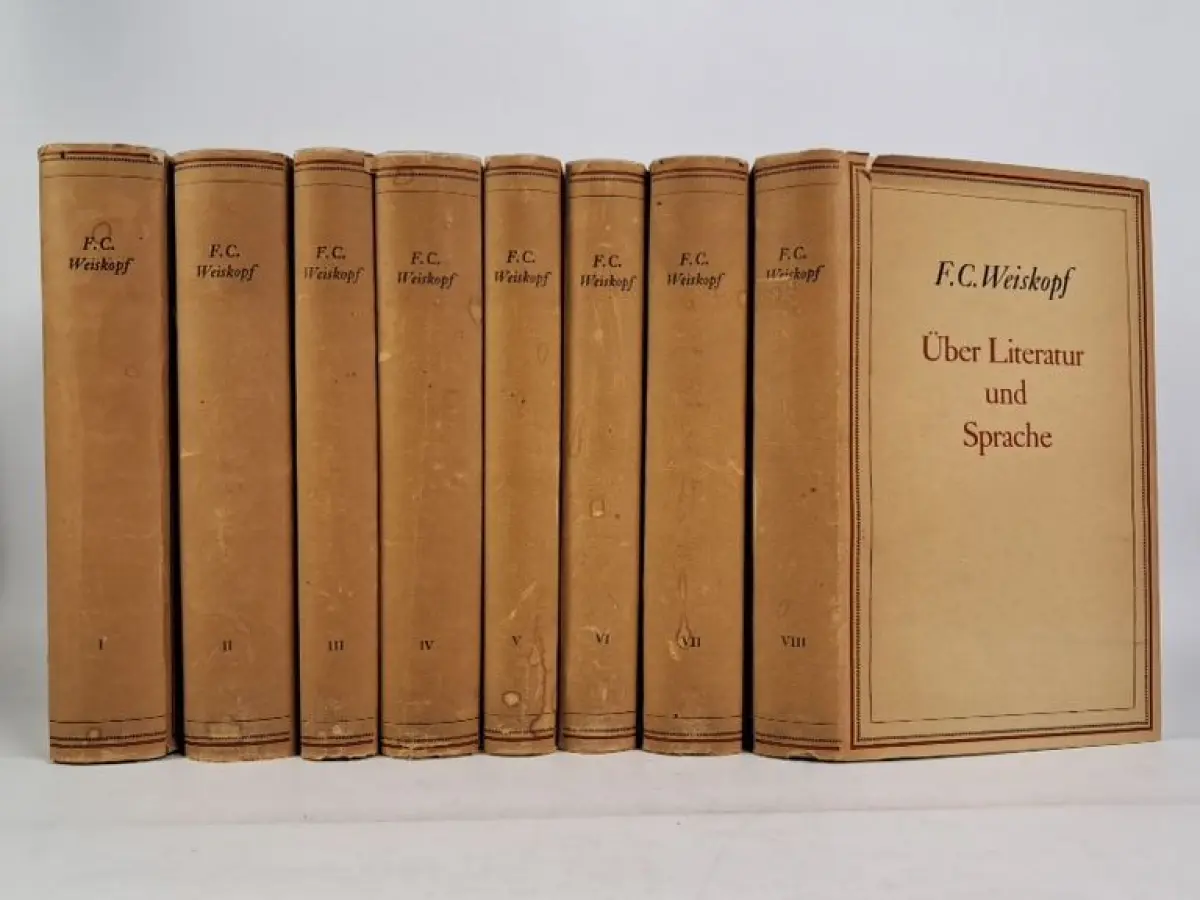 F.C.
Weiskopf
I
F.C.
Weiskopf
II
F.C.
Weiskopf
III
F.C.
Weiskopf
IV
F.C.
Weiskopf
V
F.C.
Weiskopf
VI
F.C.
Weiskopf
VII
F.C.
Weiskopf
VIII
F.C. Weiskopf
Über Literatur
und
Sprache